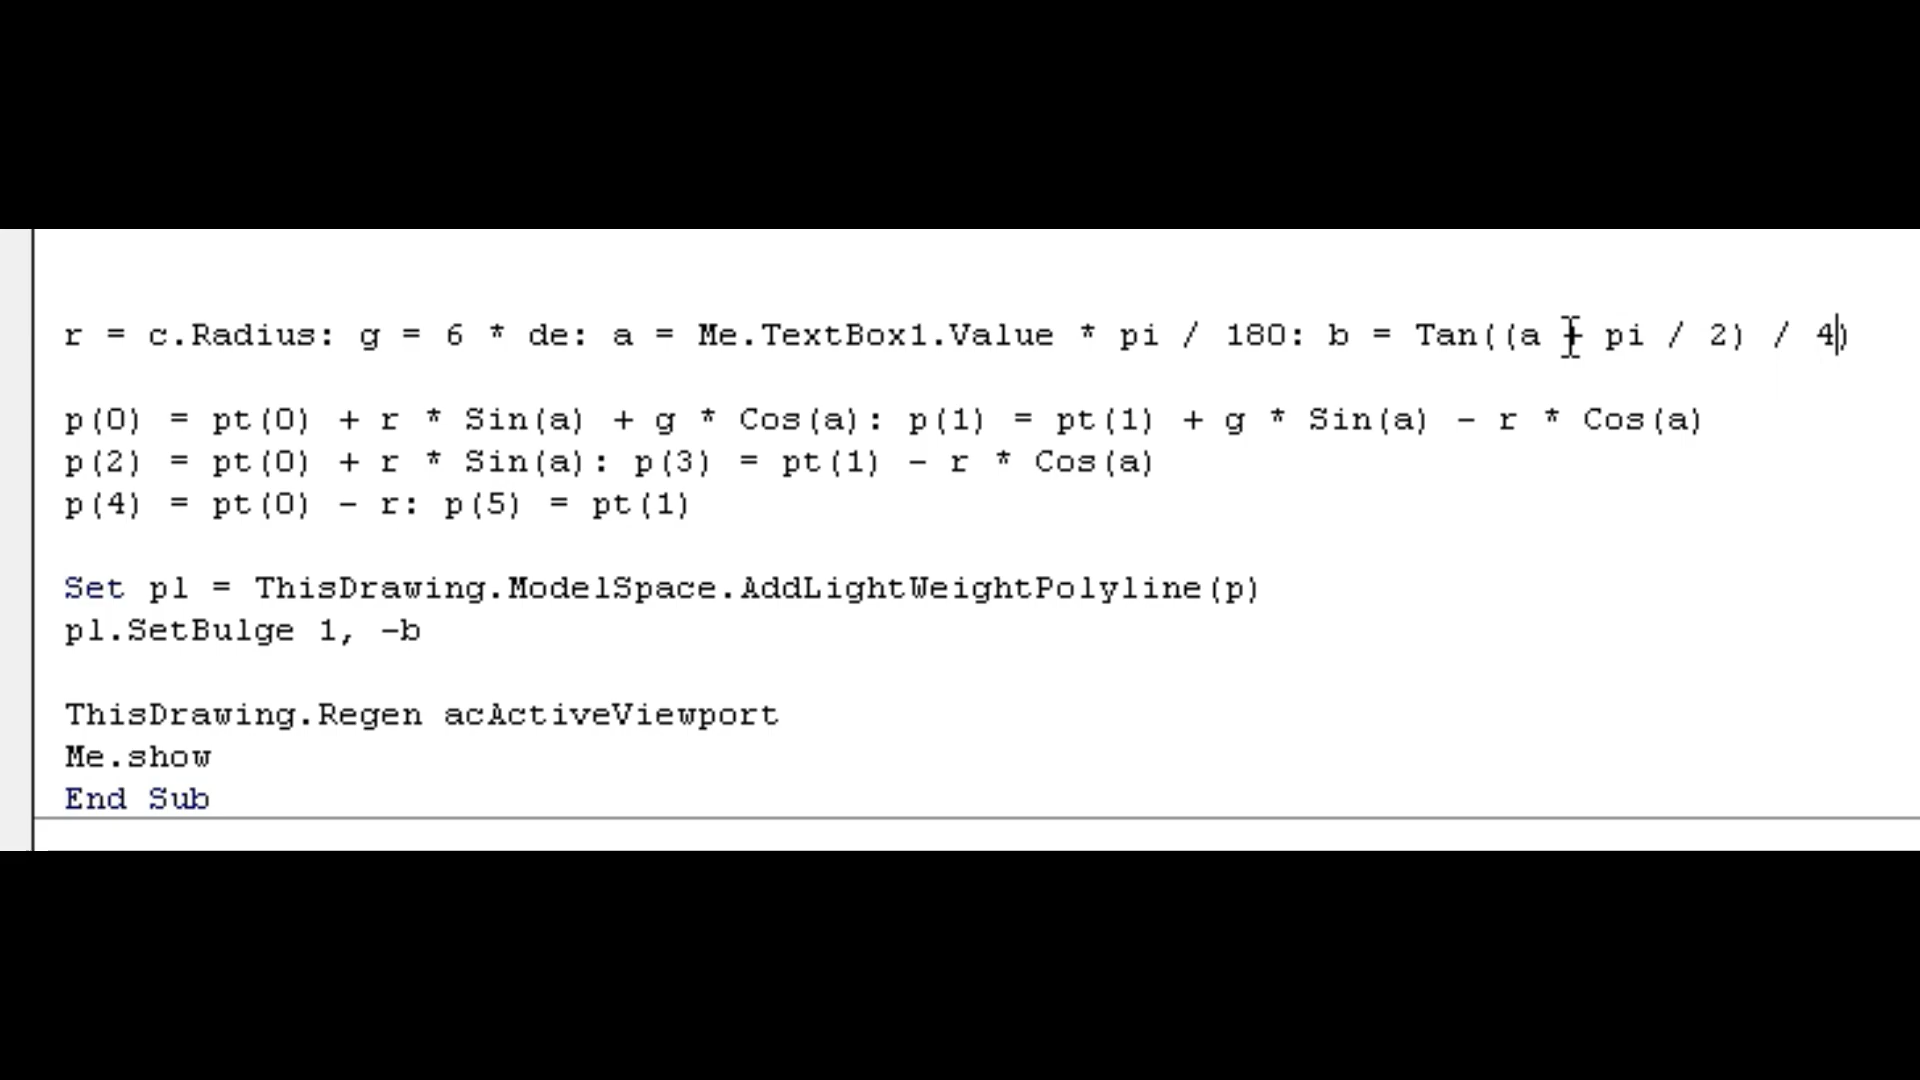 r = c.Radius: g = 6 * de: a = Me.TextBox1.Value * pi / 180: b = Tan((a + pi / 2) / 4)
p(0) = pt(0) + r * Sin(a) + g * Cos(a): p(1) = pt(1) + g * Sin(a) - r * Cos(a)
p(2) = pt(0) + r * Sin(a): p(3) = pt(1) - r * Cos(a)
p(4) = pt(0) - r: p(5) = pt(1)
Set pl = ThisDrawing.ModelSpace.AddLightWeightPolyline(p)
pl.SetBulge 1, -b
ThisDrawing.Regen acActiveViewport
Me.show
End Sub